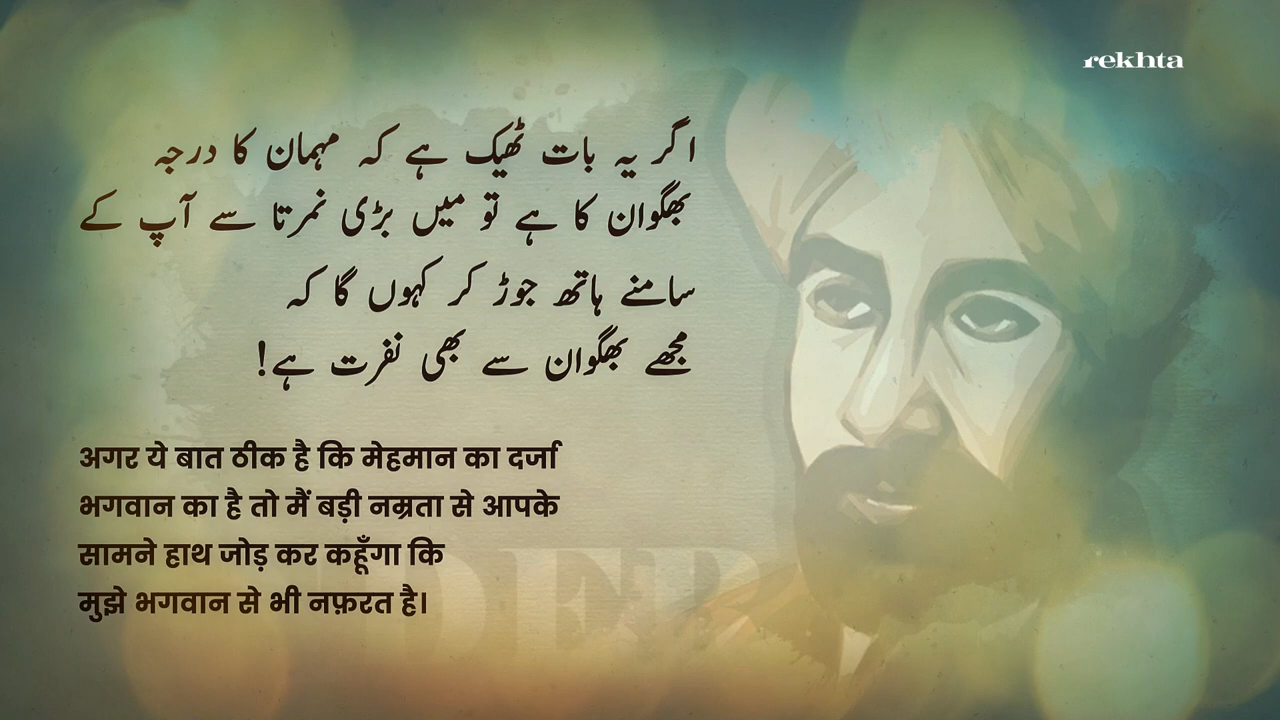 rekhta
اگر یہ بات ٹھیک ہے کہ مہمان کا درجہ
بھگوان کا ہے تو میں بڑی نمرتا سے آپ کے
سامنے ہاتھ جوڑ کر کہوں گا کہ
مجھے بھگوان سے بھی نفرت ہے!
अगर ये बात ठीक है कि मेहमान का दर्जा
भगवान का है तो मैं बड़ी नम्रता से आपके
सामने हाथ जोड़ कर कहूँगा कि
मुझे भगवान से भी नफ़रत है।